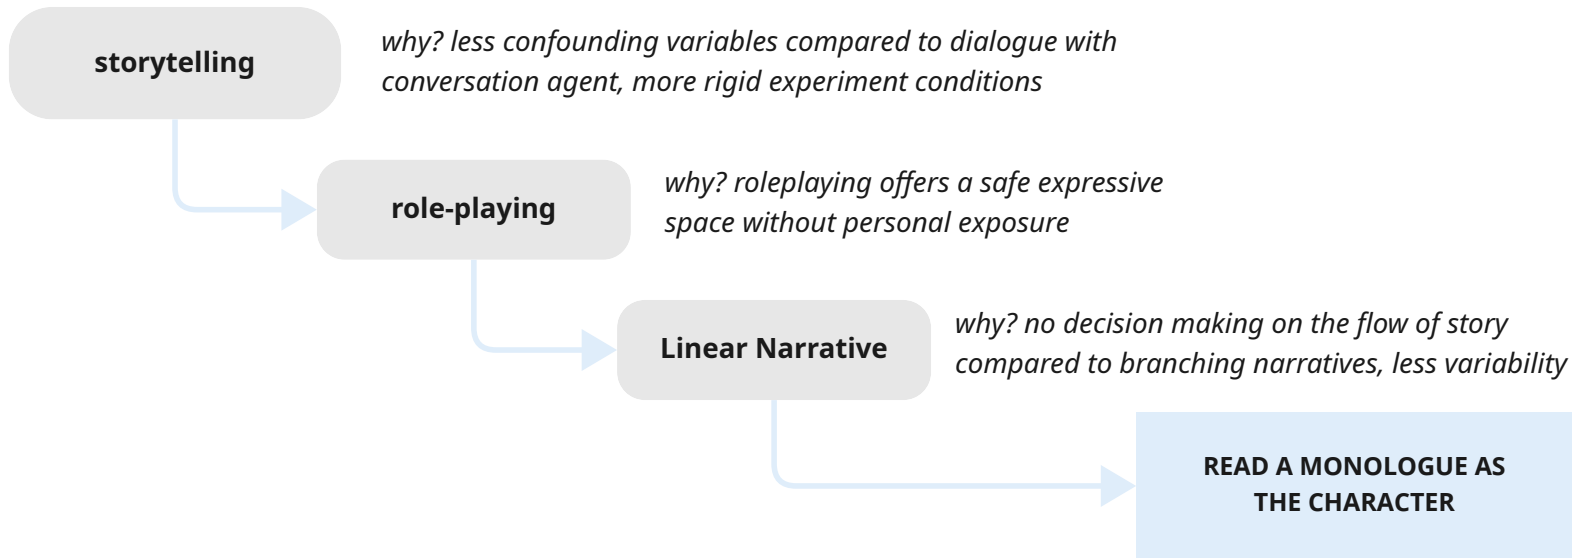 storytelling
why? less confounding variables compared to dialogue with
conversation agent, more rigid experiment conditions
role-playing
why? roleplaying offers a safe expressive
space without personal exposure
Linear Narrative
why? no decision making on the flow of story
compared to branching narratives, less variability
READ A MONOLOGUE AS
THE CHARACTER